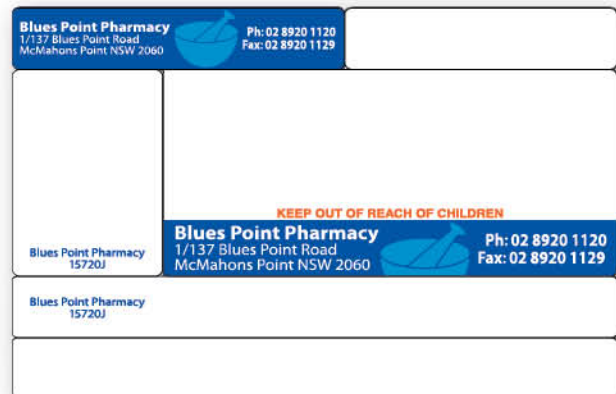 Blues Point Pharmacy
1/137 Blues Point Road
McMahons Point NSW 2060
Ph: 02 8920 1120
Fax: 02 8920 1129
KEEP OUT OF REACH OF CHILDREN
Blues Point Pharmacy
1/137 Blues Point Road
McMahons Point NSW 2060
Ph: 02 8920 1120
Fax: 02 8920 1129
Blues Point Pharmacy
15720J
Blues Point Pharmacy
15720J